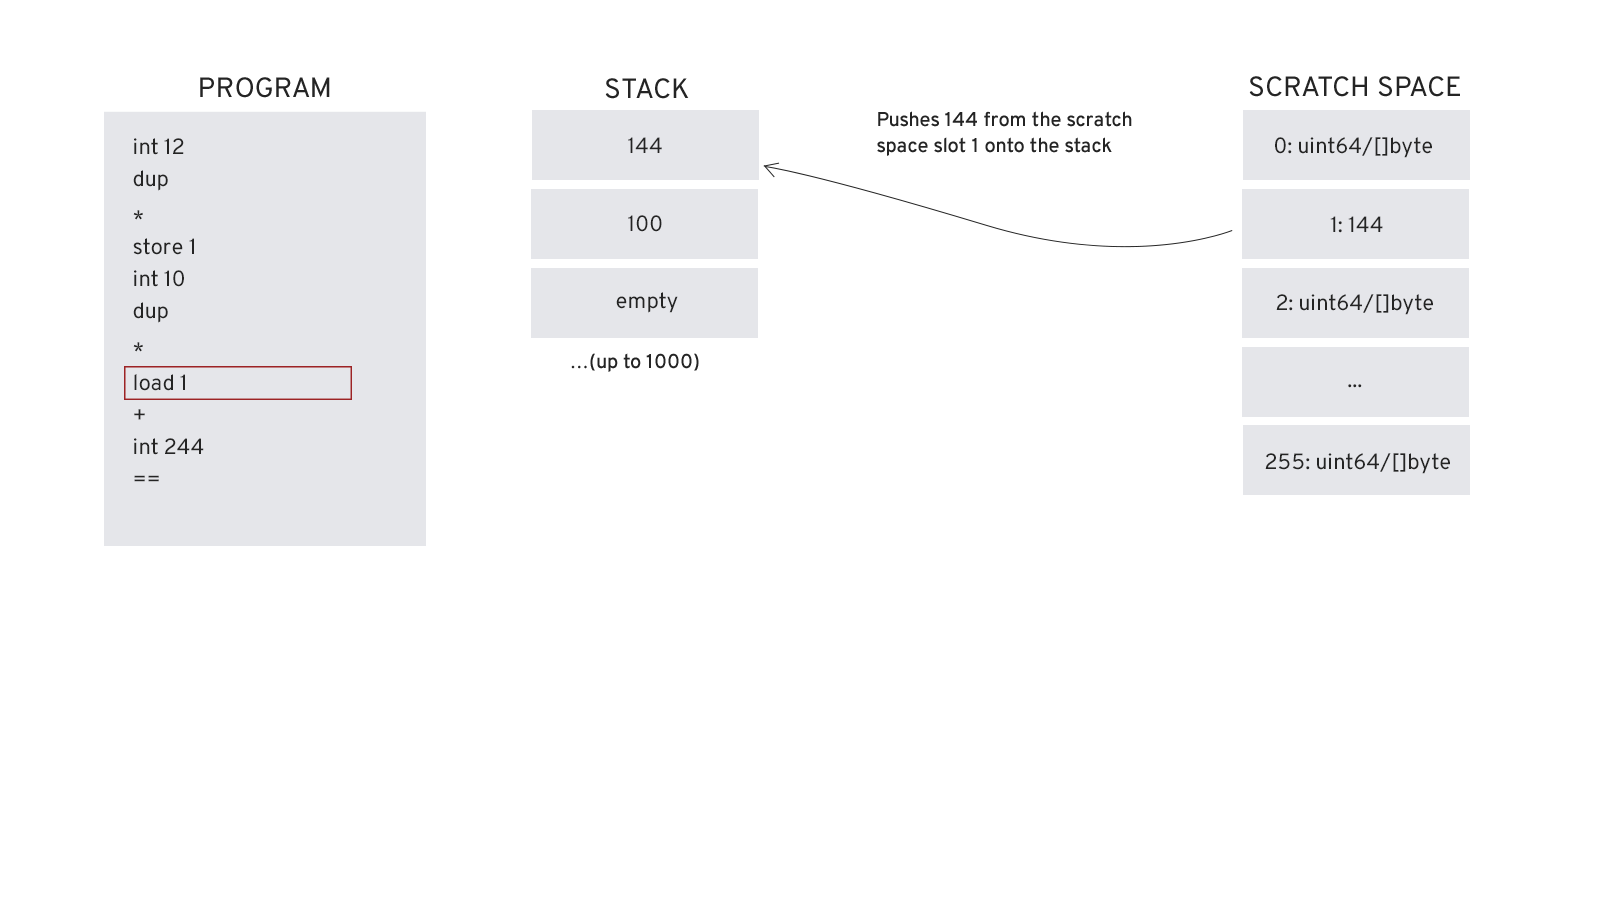 PROGRAM
int 12
dup
*
store 1
int 10
dup
*
load 1
+
int 244
==
STACK
144
100
empty
...(up to 1000)
Pushes 144 from the scratch
space slot 1 onto the stack
SCRATCH SPACE
0: uint64/[]byte
1: 144
2: uint64/[]byte
...
255: uint64/[]byte